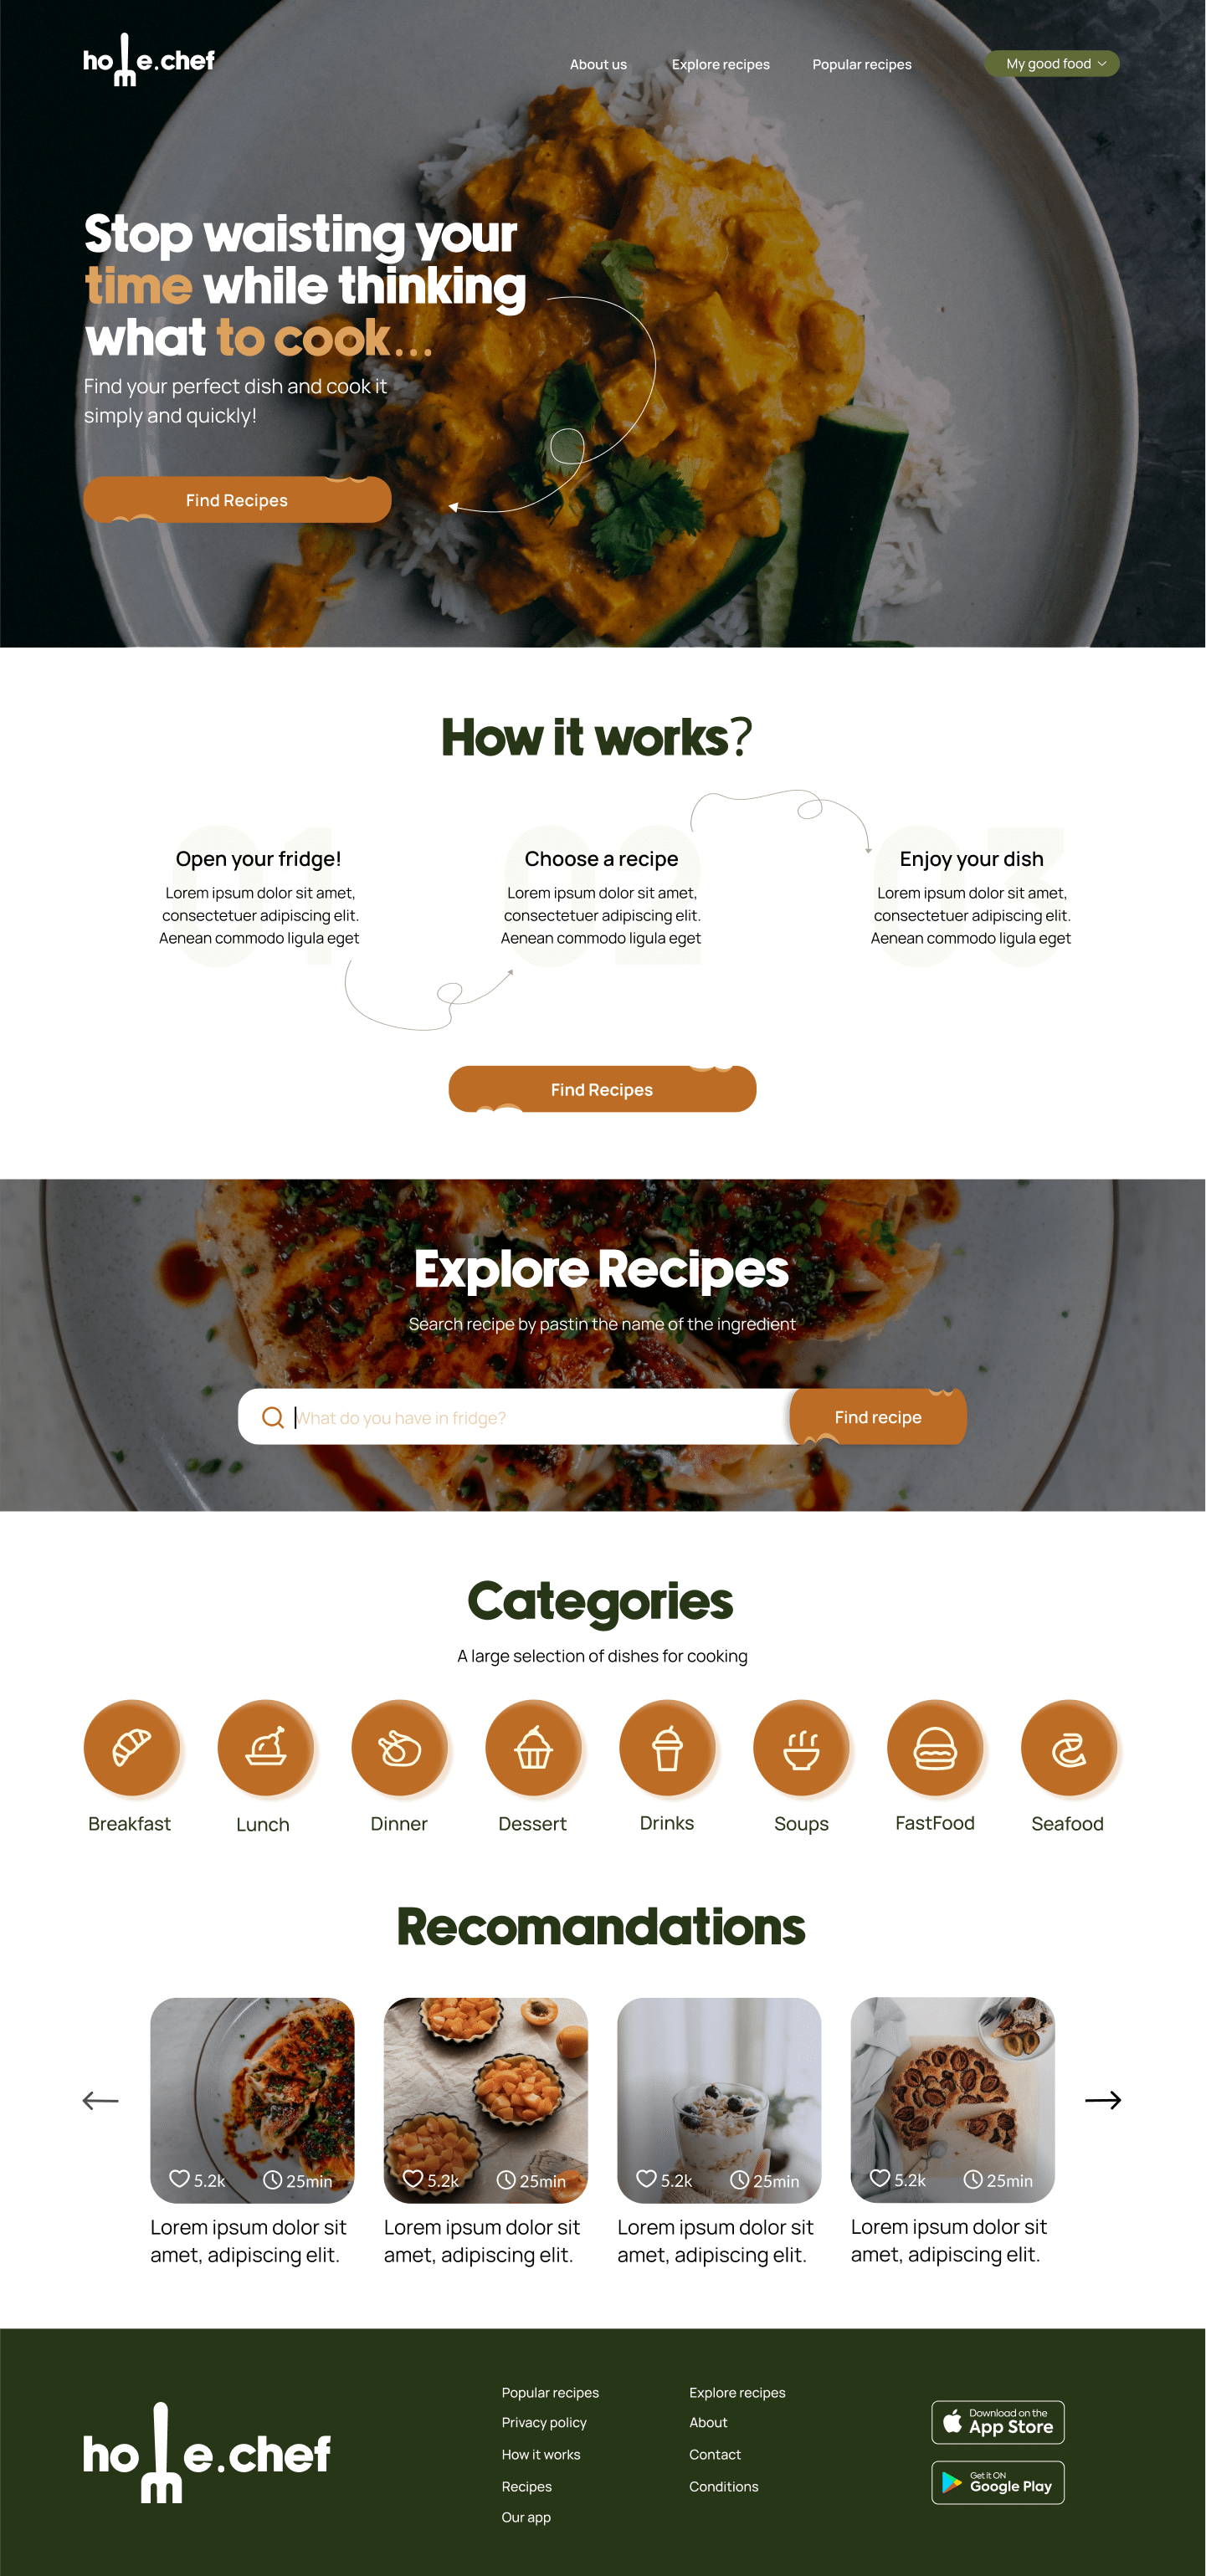 home.chef
About us
Explore recipes
Popular recipes
My good food
Stop waisting your
time while thinking
what to cook...
Find your perfect dish and cook it
simply and quickly!
Find Recipes
How it works?
01
Open your fridge!
Lorem ipsum dolor sit amet,
consectetuer adipiscing elit.
Aenean commodo ligula eget
02
Choose a recipe
Lorem ipsum dolor sit amet,
consectetuer adipiscing elit.
Aenean commodo ligula eget
03
Enjoy your dish
Lorem ipsum dolor sit amet,
consectetuer adipiscing elit.
Aenean commodo ligula eget
Find Recipes
Explore Recipes
Search recipe by pastin the name of the ingredient
What do you have in fridge?
Find recipe
Categories
A large selection of dishes for cooking
Breakfast
Lunch
Dinner
Dessert
Drinks
Soups
FastFood
Seafood
Recomandations
5.2k 25min
Lorem ipsum dolor sit
amet, adipiscing elit.
5.2k 25min
Lorem ipsum dolor sit
amet, adipiscing elit.
5.2k 25min
Lorem ipsum dolor sit
amet, adipiscing elit.
5.2k 25min
Lorem ipsum dolor sit
amet, adipiscing elit.
home.chef
Popular recipes
Privacy policy
How it works
Recipes
Our app
Explore recipes
About
Contact
Conditions
Download on the
App Store
Get it ON
Google Play